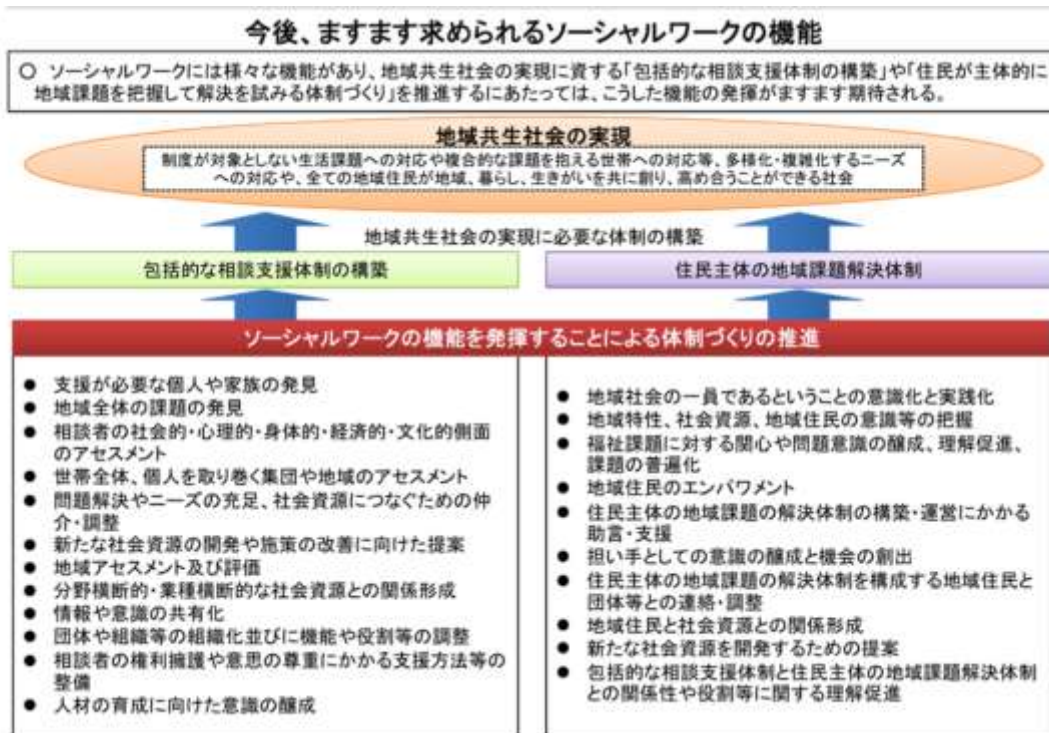 今後、ますます求められるソーシャルワークの機能
○ ソーシャルワークには様々な機能があり、地域共生社会の実現に資する「包括的な相談支援体制の構築」や「住民が主体的に
地域課題を把握して解決を試みる体制づくり」を推進するにあたっては、こうした機能の発揮がますます期待される。
地域共生社会の実現
制度が対象としない生活課題への対応や複合的な課題を抱える世帯への対応等、多様化・複雑化するニーズ
への対応や、全ての地域住民が地域、暮らし、生きがいを共に創り、高め合うことができる社会
地域共生社会の実現に必要な体制の構築
包括的な相談支援体制の構築
住民主体の地域課題解決体制
ソーシャルワークの機能を発揮することによる体制づくりの推進
● 支援が必要な個人や家族の発見
● 地域全体の課題の発見
● 相談者の社会的・心理的・身体的・経済的・文化的側面
のアセスメント
● 世帯全体、個人を取り巻く集団や地域のアセスメント
● 問題解決やニーズの充足、社会資源につなぐための仲
介・調整
● 新たな社会資源の開発や施策の改善に向けた提案
● 地域アセスメント及び評価
● 分野横断的・業種横断的な社会資源との関係形成
● 情報や意識の共有化
● 団体や組織等の組織化並びに機能や役割等の調整
● 相談者の権利擁護や意思の尊重にかかる支援方法等の
整備
● 人材の育成に向けた意識の醸成
● 地域社会の一員であるということの意識化と実践化
● 地域特性、社会資源、地域住民の意識等の把握
● 福祉課題に対する関心や問題意識の醸成、理解促進、
課題の普遍化
● 地域住民のエンパワメント
● 住民主体の地域課題の解決体制の構築・運営にかかる
助言・支援
● 担い手としての意識の醸成と機会の創出
● 住民主体の地域課題の解決体制を構成する地域住民と
団体等との連絡・調整
● 地域住民と社会資源との関係形成
● 新たな社会資源を開発するための提案
● 包括的な相談支援体制と住民主体の地域課題解決体制
との関係性や役割等に関する理解促進